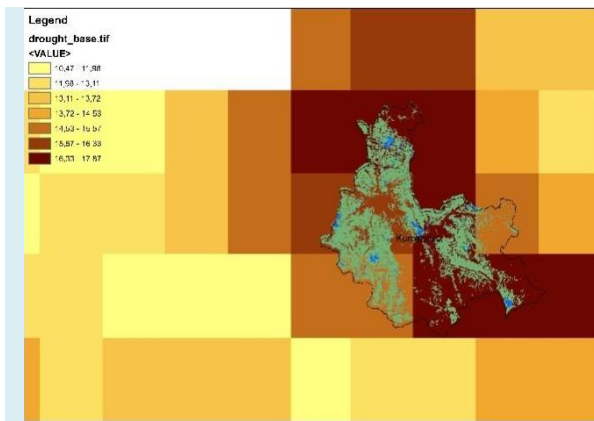 Legend
drought_base.tif
<VALUE>
10,47 - 11,98
11,98 - 13,11
13,11 - 13,72
13,72 - 14,53
14,53 - 15,57
15,57 - 16,33
16,33 - 17,87